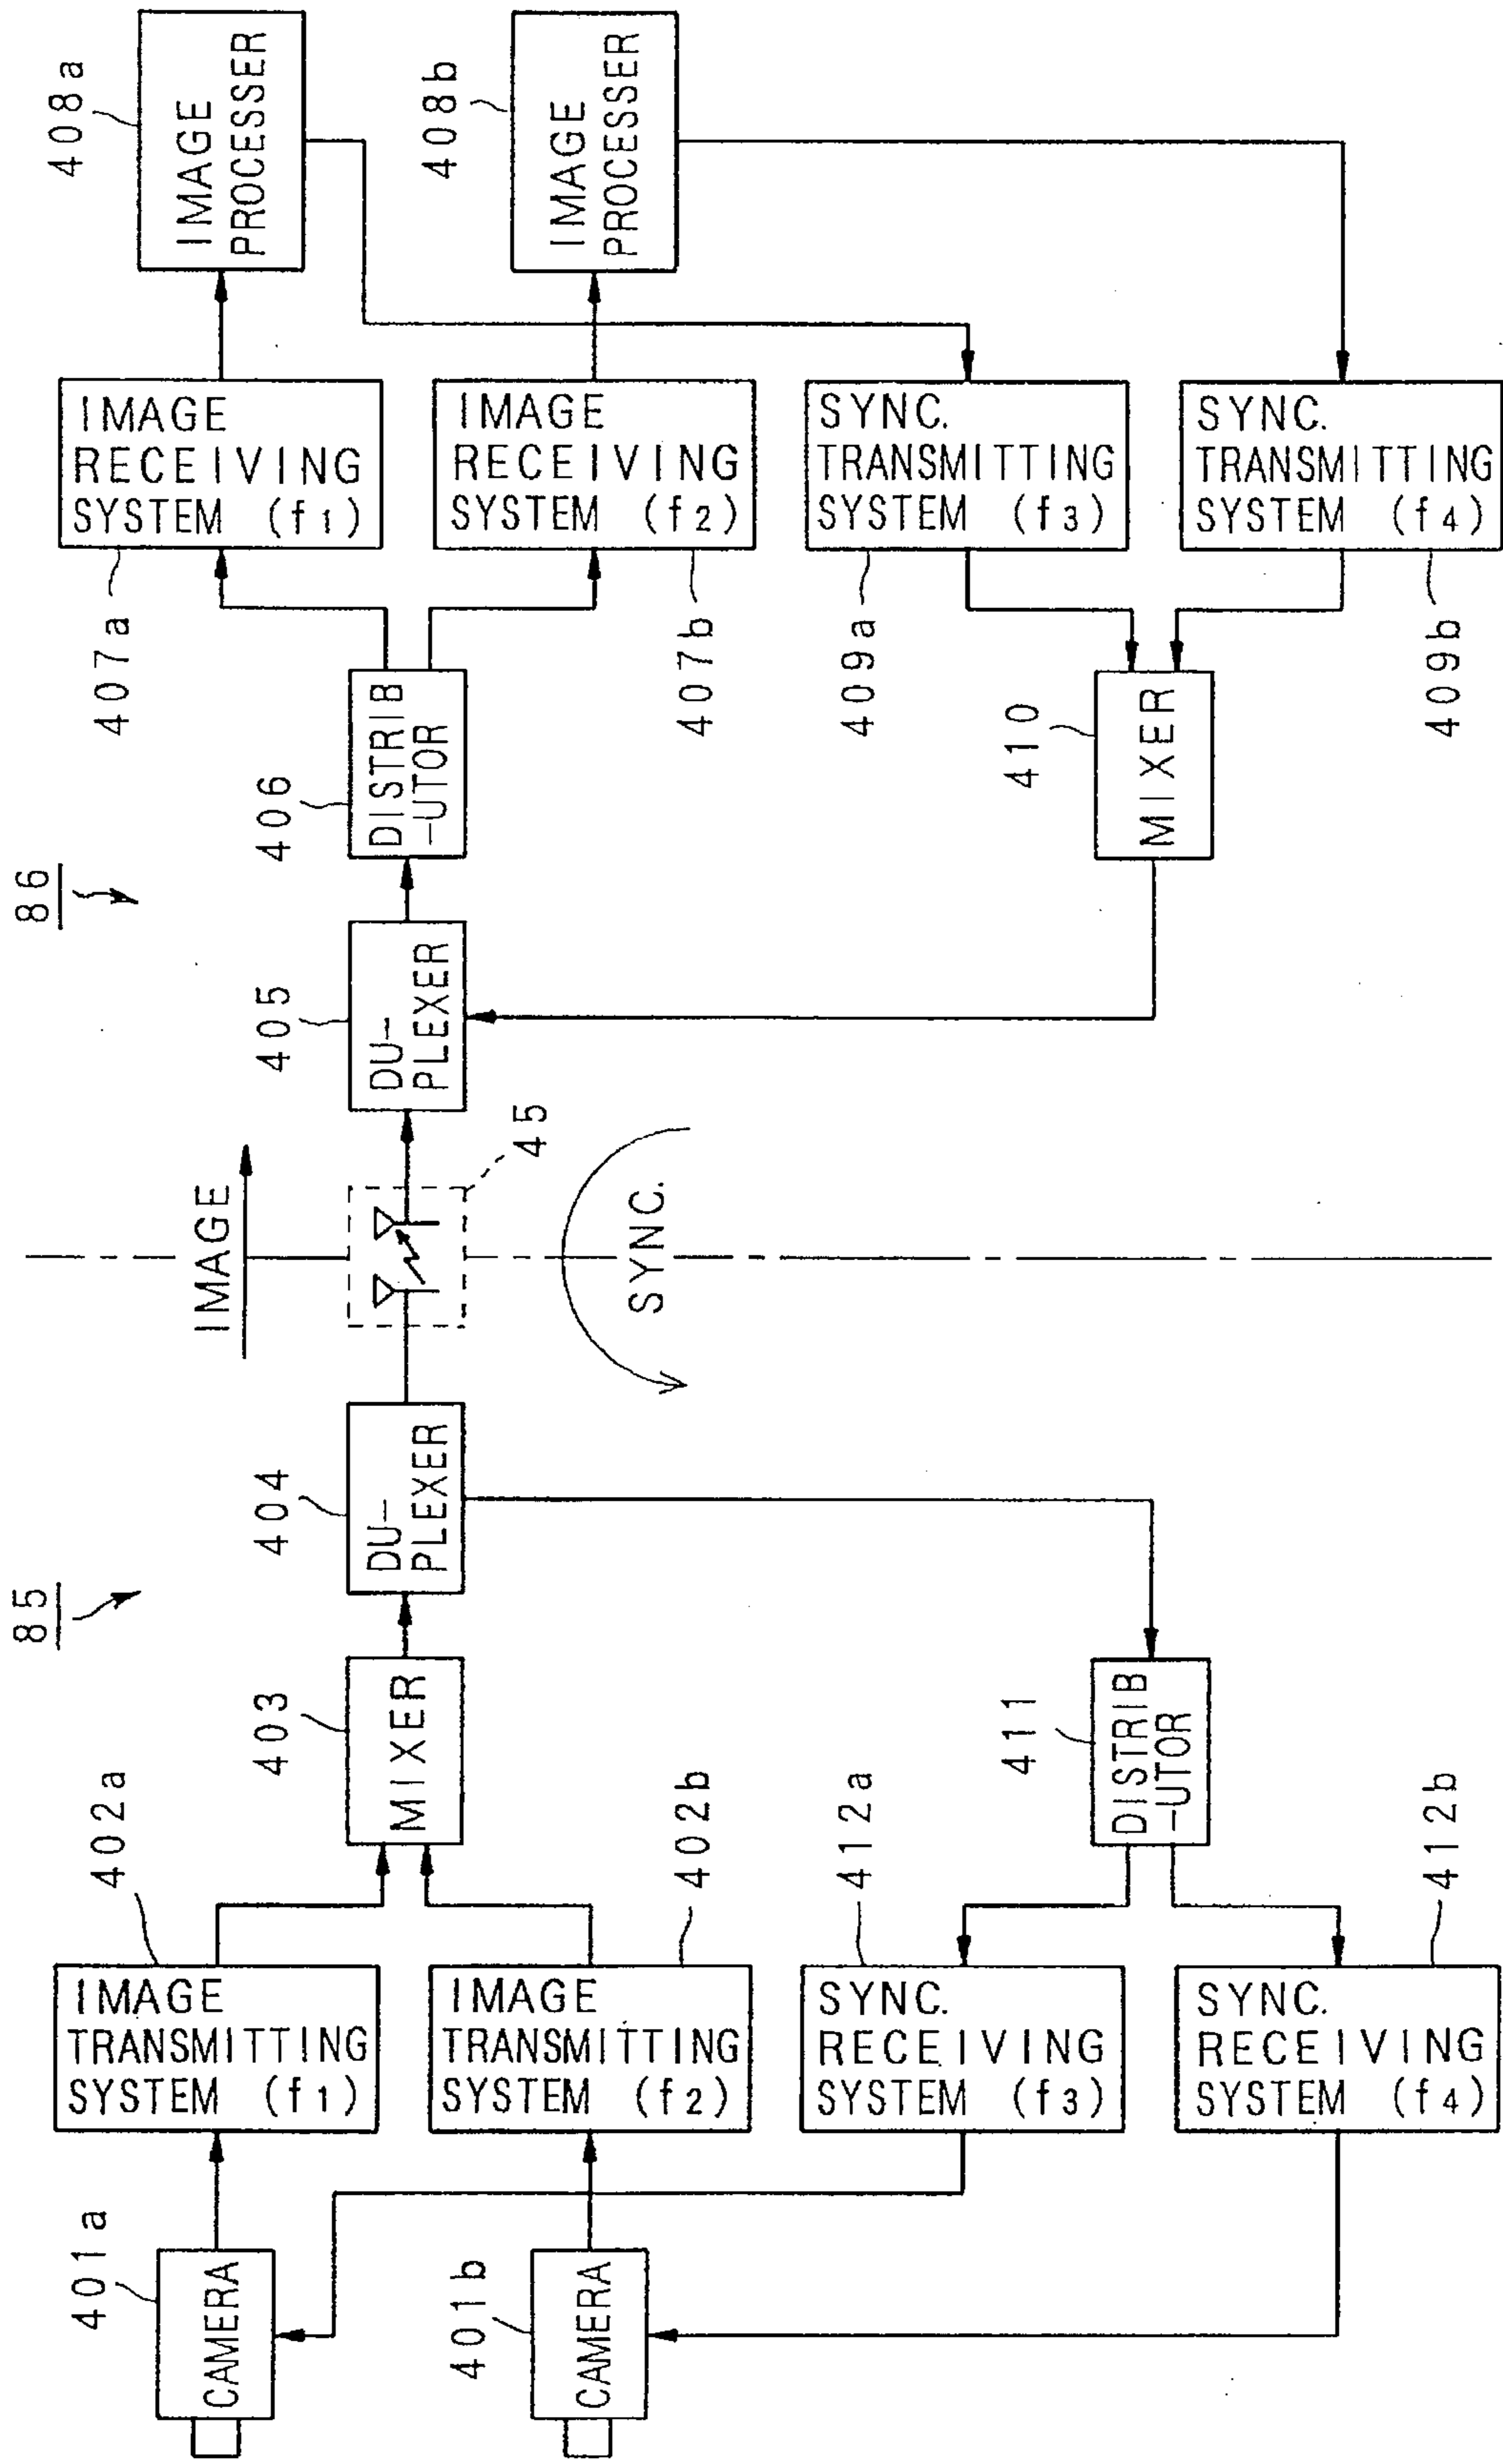 85
86
401a
CAMERA
402a
IMAGE
TRANSMITTING
SYSTEM (f1)
403
MIXER
404
DU-
PLEXER
IMAGE
45
405
DU-
PLEXER
406
DISTRIB
-UTOR
407a
IMAGE
RECEIVING
SYSTEM (f1)
408a
IMAGE
PROCESSER
401b
CAMERA
402b
IMAGE
TRANSMITTING
SYSTEM (f2)
SYNC.
407b
IMAGE
RECEIVING
SYSTEM (f2)
408b
IMAGE
PROCESSER
412a
SYNC.
RECEIVING
SYSTEM (f3)
411
DISTRIB
-UTOR
410
MIXER
409a
SYNC.
TRANSMITTING
SYSTEM (f3)
412b
SYNC.
RECEIVING
SYSTEM (f4)
409b
SYNC.
TRANSMITTING
SYSTEM (f4)